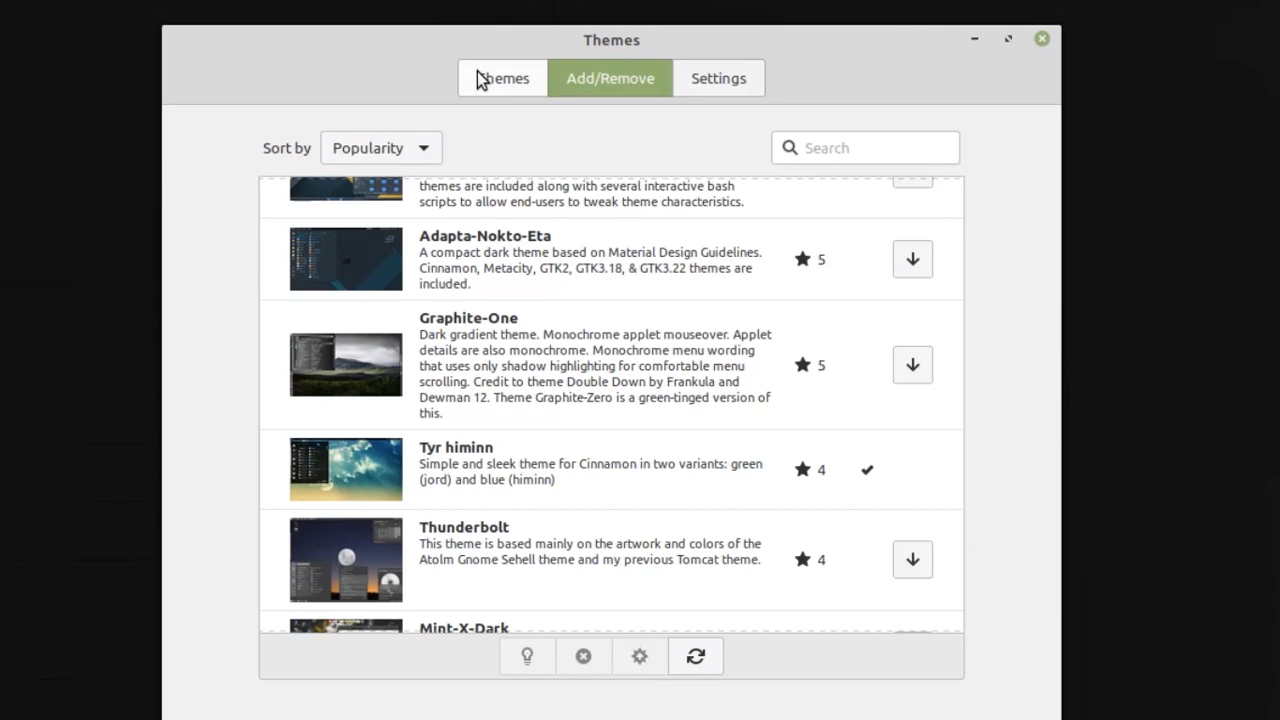 Themes
Themes Add/Remove Settings
Sort by Popularity Search
themes are included along with several interactive bash
scripts to allow end-users to tweak theme characteristics.
Adapta-Nokto-Eta
A compact dark theme based on Material Design Guidelines.
Cinnamon, Metacity, GTK2, GTK3.18, & GTK3.22 themes are
included.
5
Graphite-One
Dark gradient theme. Monochrome applet mouseover. Applet
details are also monochrome. Monochrome menu wording
that uses only shadow highlighting for comfortable menu
scrolling. Credit to theme Double Down by Frankula and
Dewman 12. Theme Graphite-Zero is a green-tinged version of
this.
5
Tyr himinn
Simple and sleek theme for Cinnamon in two variants: green
(jord) and blue (himinn)
4
Thunderbolt
This theme is based mainly on the artwork and colors of the
Atolm Gnome Sehell theme and my previous Tomcat theme.
4
Mint-X-Dark